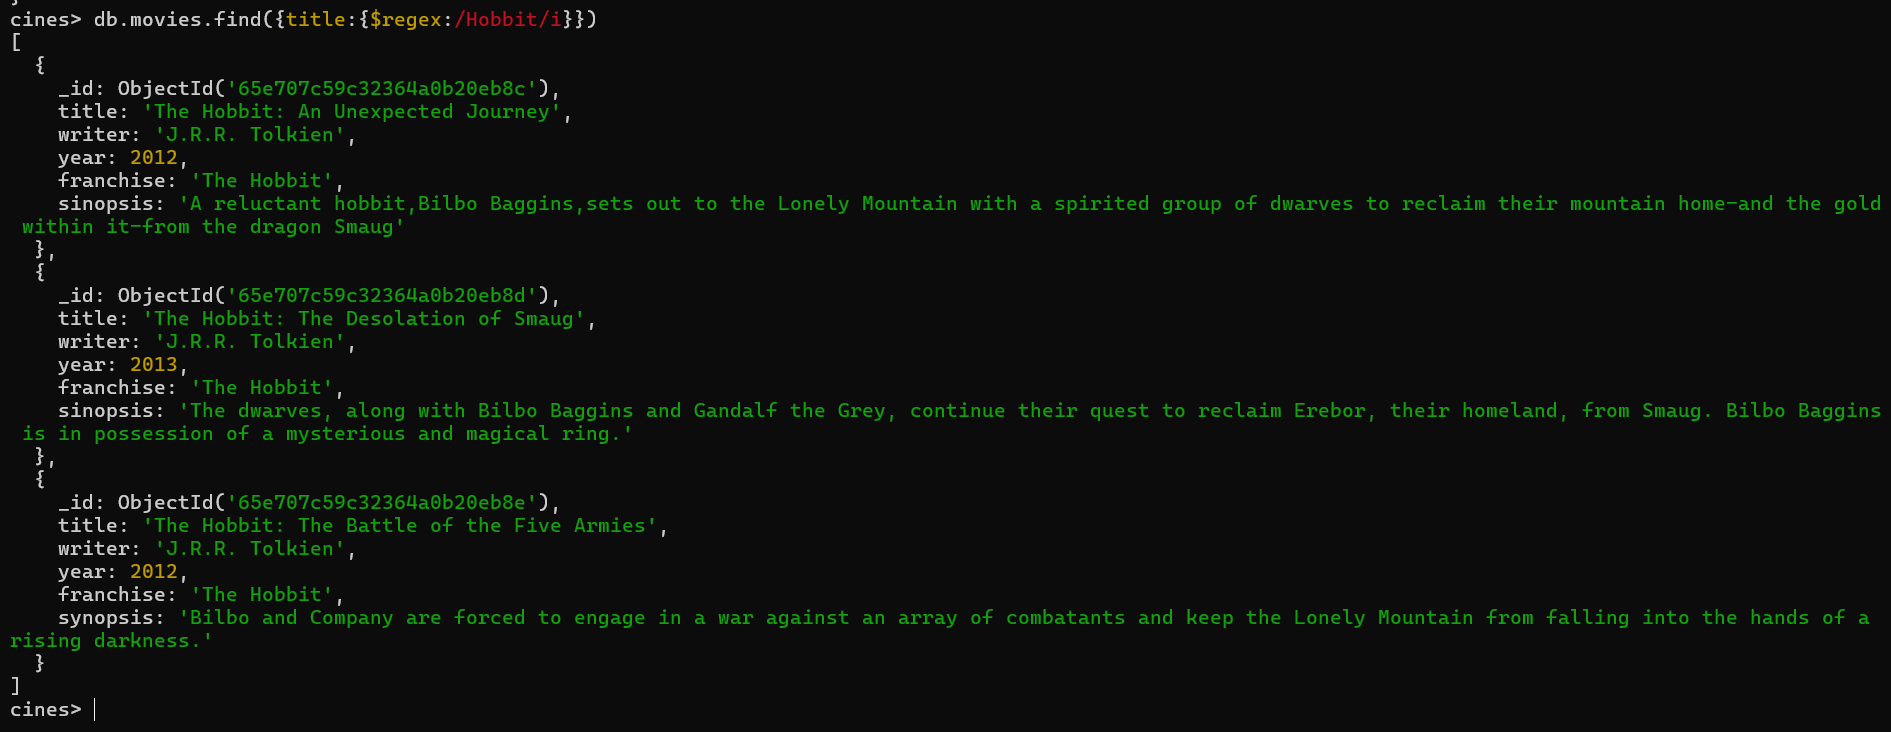 cines> db.movies.find({title:{$regex:/Hobbit/i}})
[
  {
    _id: ObjectId('65e707c59c32364a0b20eb8c'),
    title: 'The Hobbit: An Unexpected Journey',
    writer: 'J.R.R. Tolkien',
    year: 2012,
    franchise: 'The Hobbit',
    sinopsis: 'A reluctant hobbit,Bilbo Baggins,sets out to the Lonely Mountain with a spirited group of dwarves to reclaim their mountain home-and the gold
 within it-from the dragon Smaug'
  },
  {
    _id: ObjectId('65e707c59c32364a0b20eb8d'),
    title: 'The Hobbit: The Desolation of Smaug',
    writer: 'J.R.R. Tolkien',
    year: 2013,
    franchise: 'The Hobbit',
    sinopsis: 'The dwarves, along with Bilbo Baggins and Gandalf the Grey, continue their quest to reclaim Erebor, their homeland, from Smaug. Bilbo Baggins
 is in possession of a mysterious and magical ring.'
  },
  {
    _id: ObjectId('65e707c59c32364a0b20eb8e'),
    title: 'The Hobbit: The Battle of the Five Armies',
    writer: 'J.R.R. Tolkien',
    year: 2012,
    franchise: 'The Hobbit',
    synopsis: 'Bilbo and Company are forced to engage in a war against an array of combatants and keep the Lonely Mountain from falling into the hands of a
rising darkness.'
  }
]
cines>